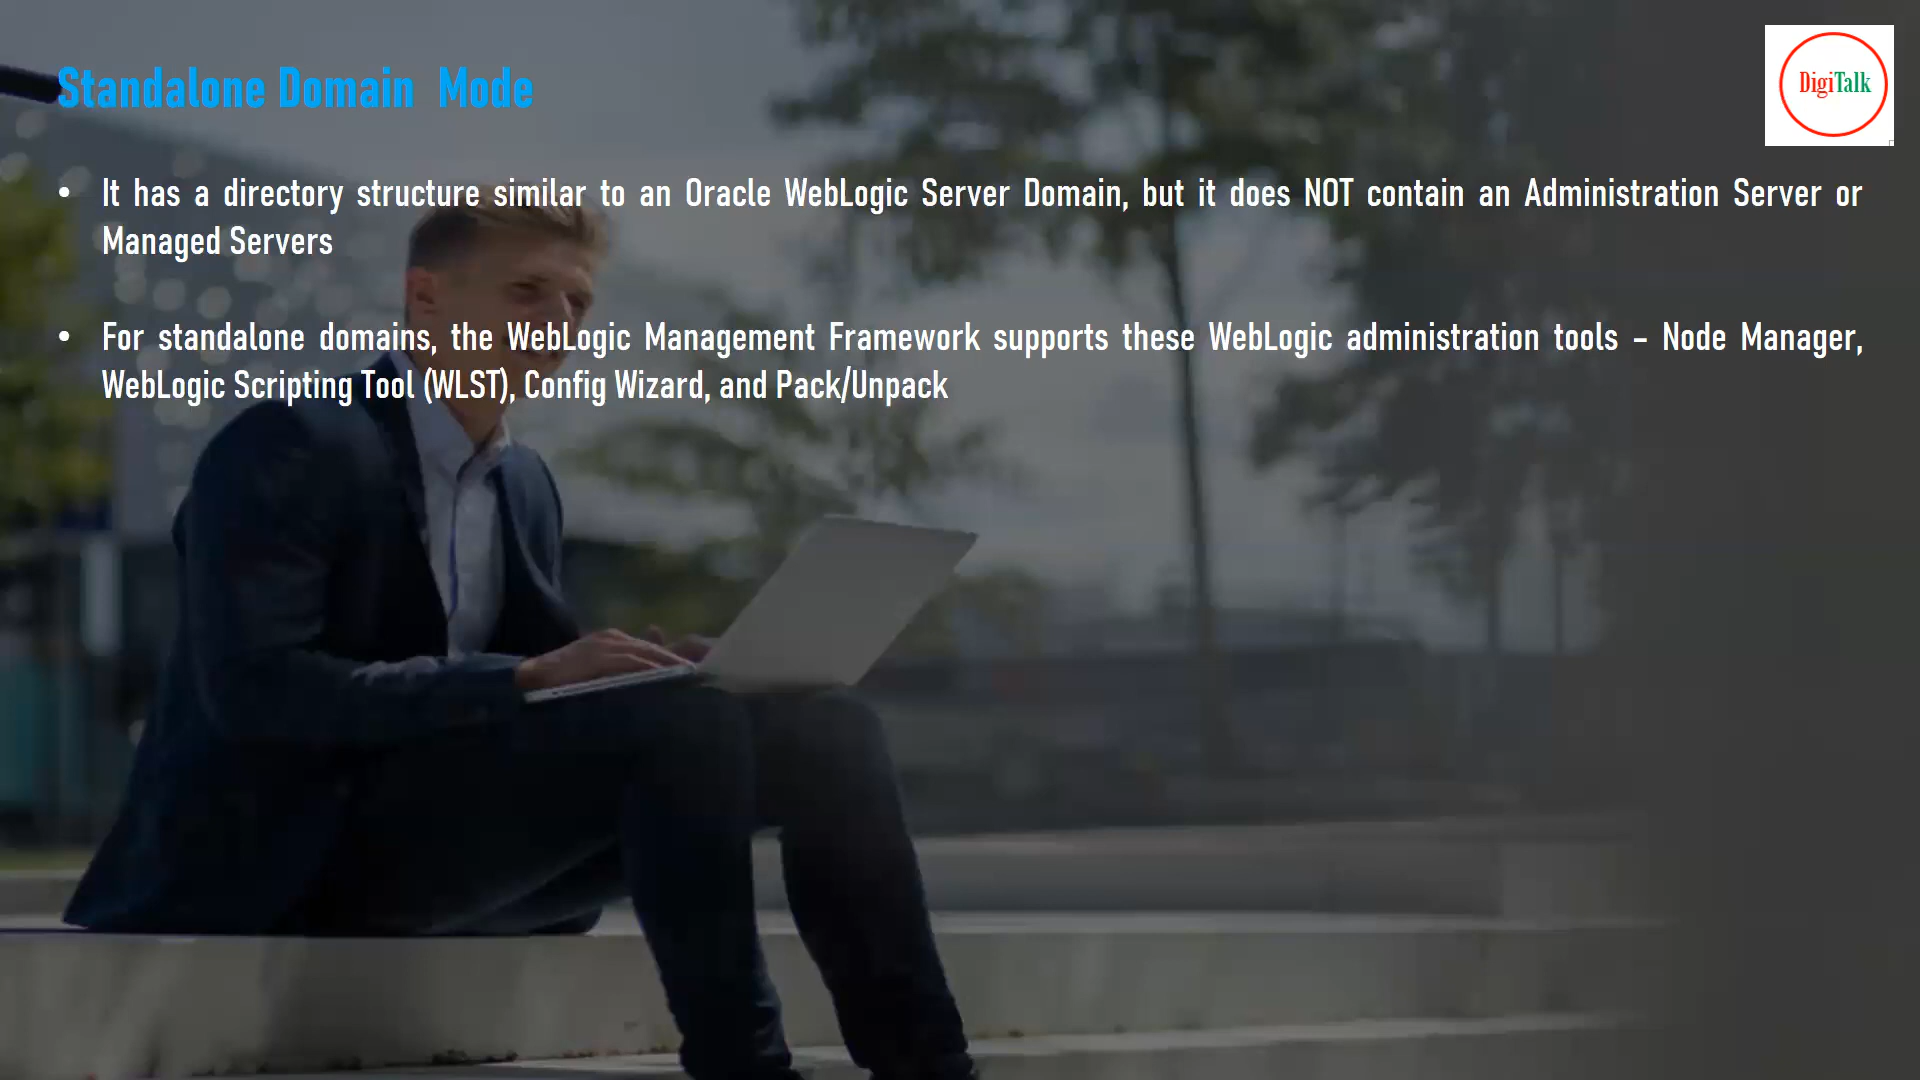 Standalone Domain Mode
DigiTalk
• It has a directory structure similar to an Oracle WebLogic Server Domain, but it does NOT contain an Administration Server or
Managed Servers
• For standalone domains, the WebLogic Management Framework supports these WebLogic administration tools – Node Manager,
WebLogic Scripting Tool (WLST), Config Wizard, and Pack/Unpack